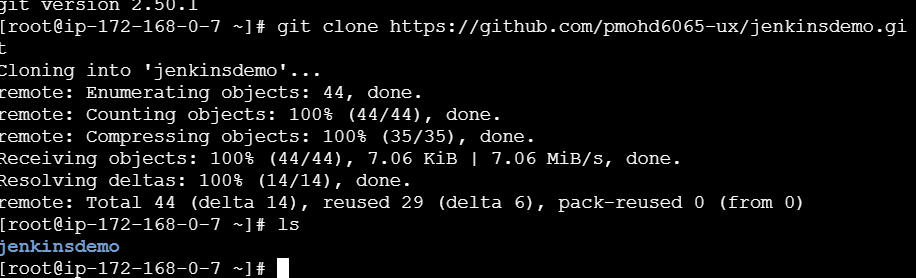 git version 2.50.1
[root@ip-172-168-0-7 ~]# git clone https://github.com/pmohd6065-ux/jenkinsdemo.gi
t
Cloning into 'jenkinsdemo'...
remote: Enumerating objects: 44, done.
remote: Counting objects: 100% (44/44), done.
remote: Compressing objects: 100% (35/35), done.
Receiving objects: 100% (44/44), 7.06 KiB | 7.06 MiB/s, done.
Resolving deltas: 100% (14/14), done.
remote: Total 44 (delta 14), reused 29 (delta 6), pack-reused 0 (from 0)
[root@ip-172-168-0-7 ~]# ls
jenkinsdemo
[root@ip-172-168-0-7 ~]#